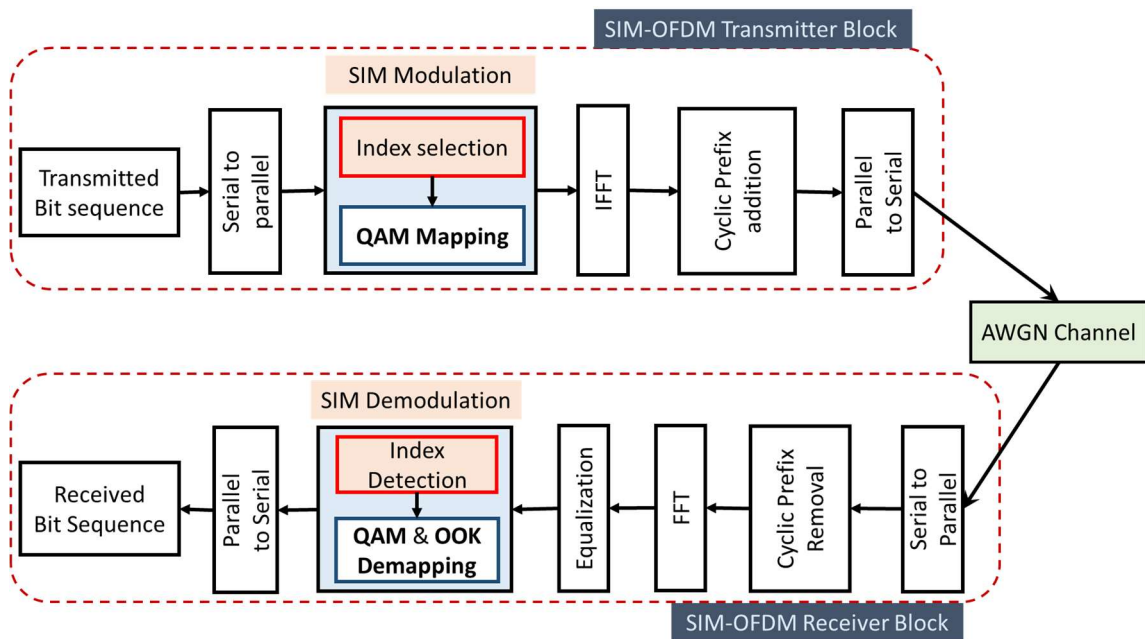 SIM-OFDM Transmitter Block
SIM Modulation
Transmitted
Bit sequence
Serial to
parallel
Index selection
QAM Mapping
IFFT
Cyclic Prefix
addition
Parallel
to Serial
AWGN Channel
SIM Demodulation
Received
Bit Sequence
Parallel
to Serial
Index
Detection
QAM & OOK
Demapping
Equalization
FFT
Cyclic Prefix
Removal
Serial to
Parallel
SIM-OFDM Receiver Block